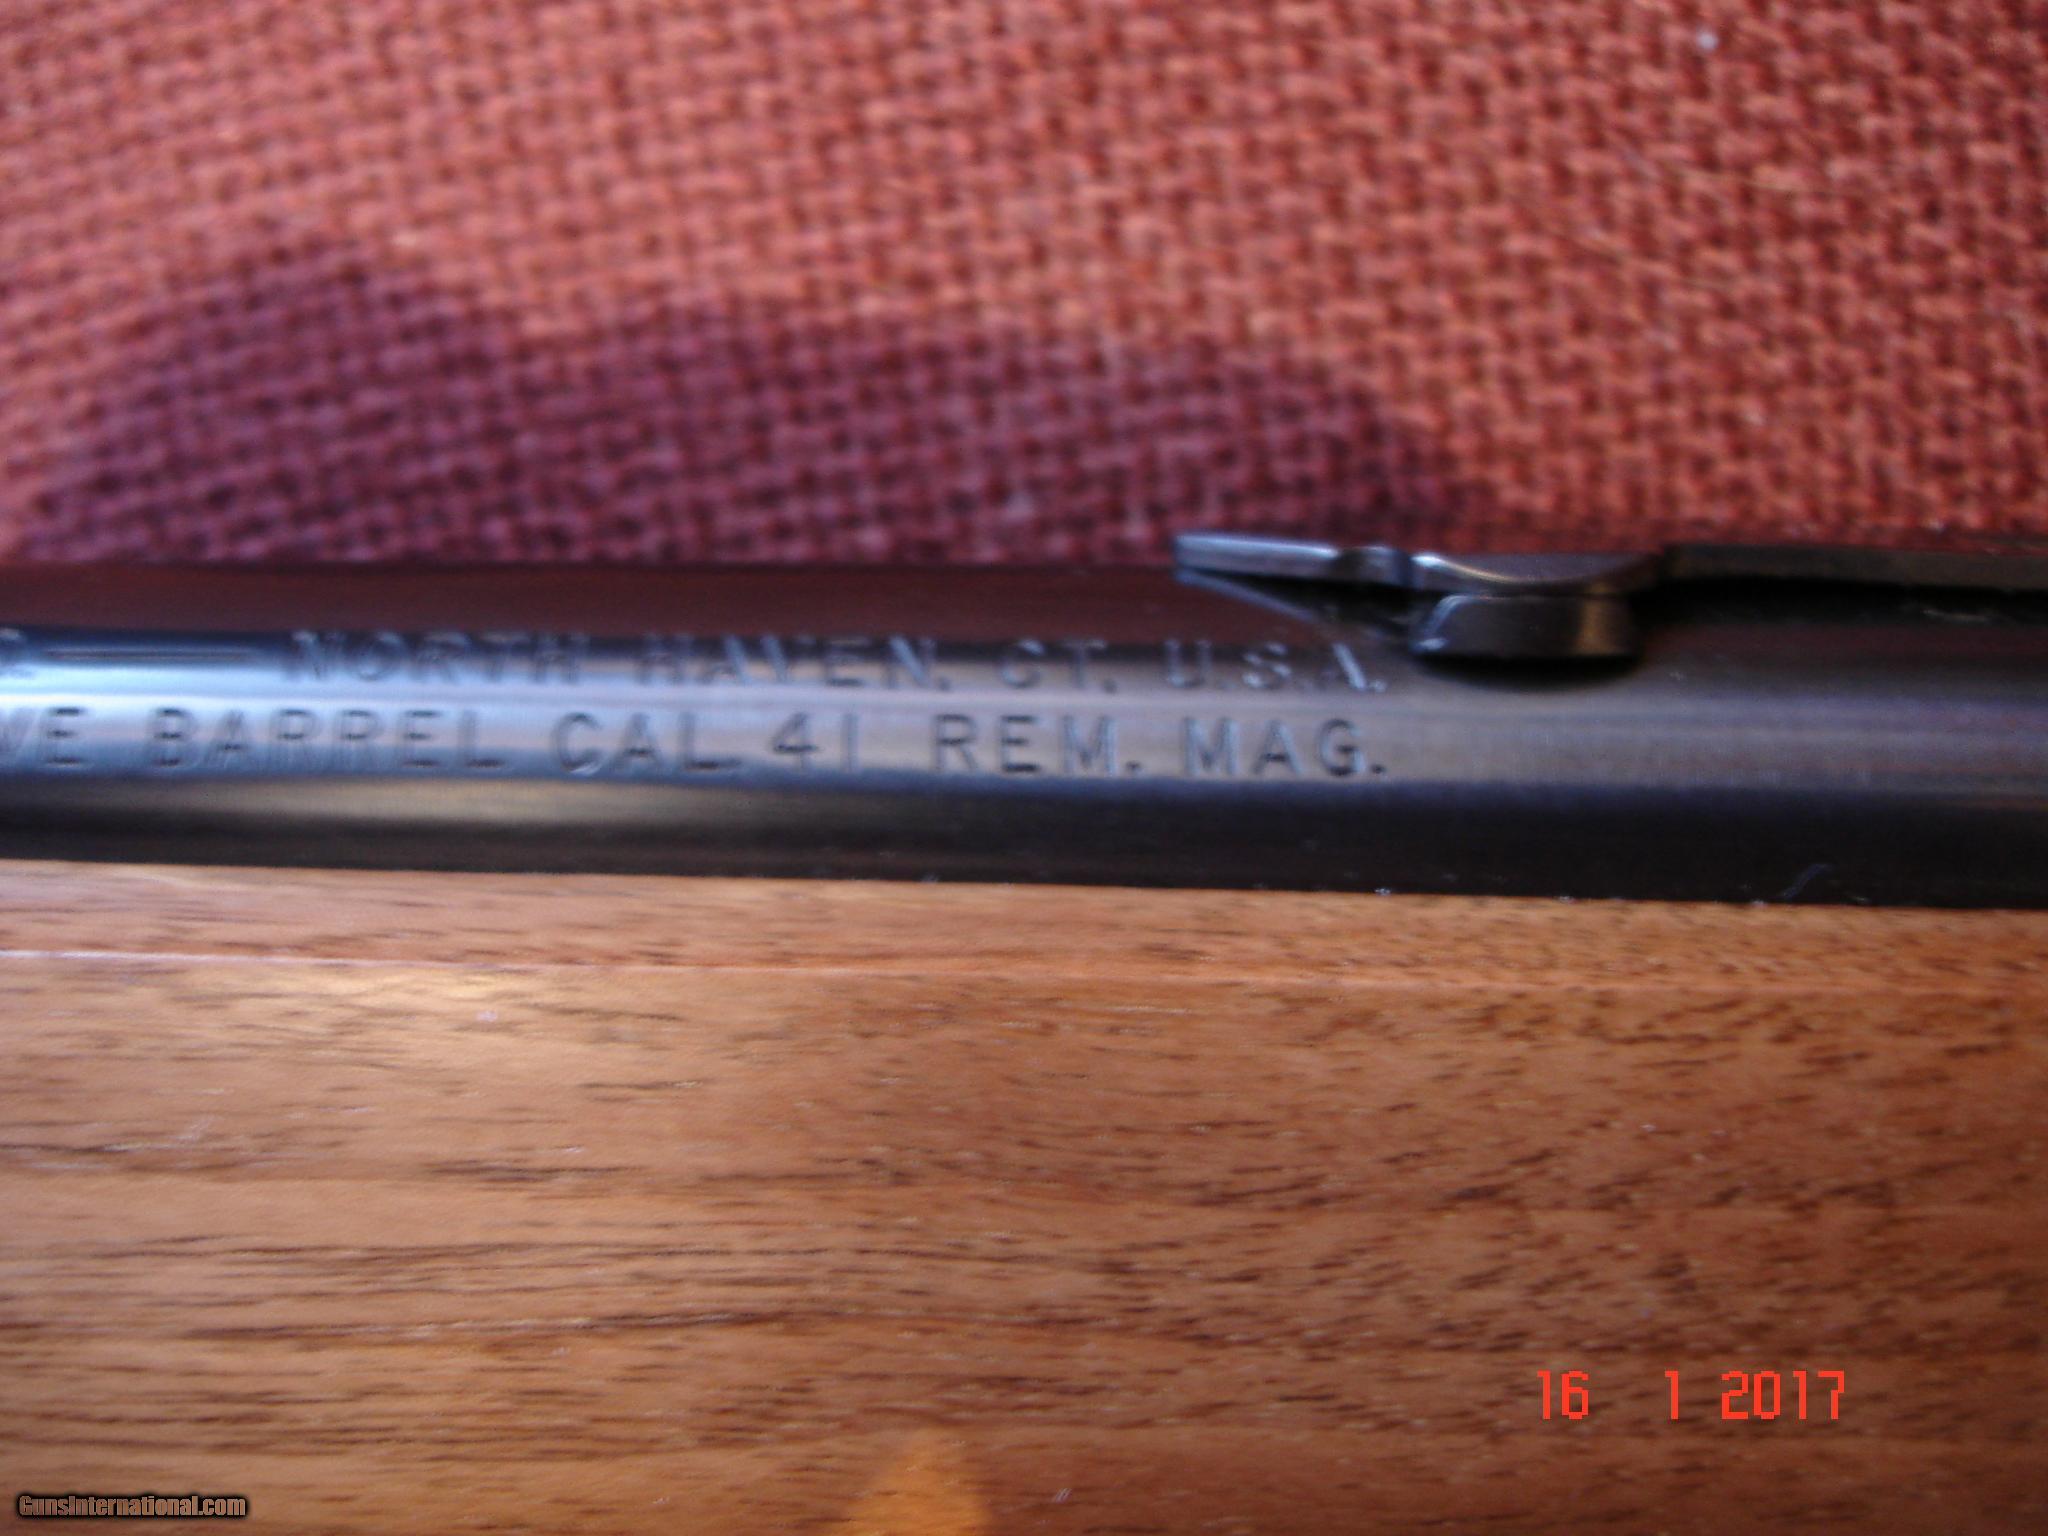 NORTH HAVEN, CT. U.S.A.
BARREL CAL. 41 REM. MAG.
16 1 2017
GunsInternational.com